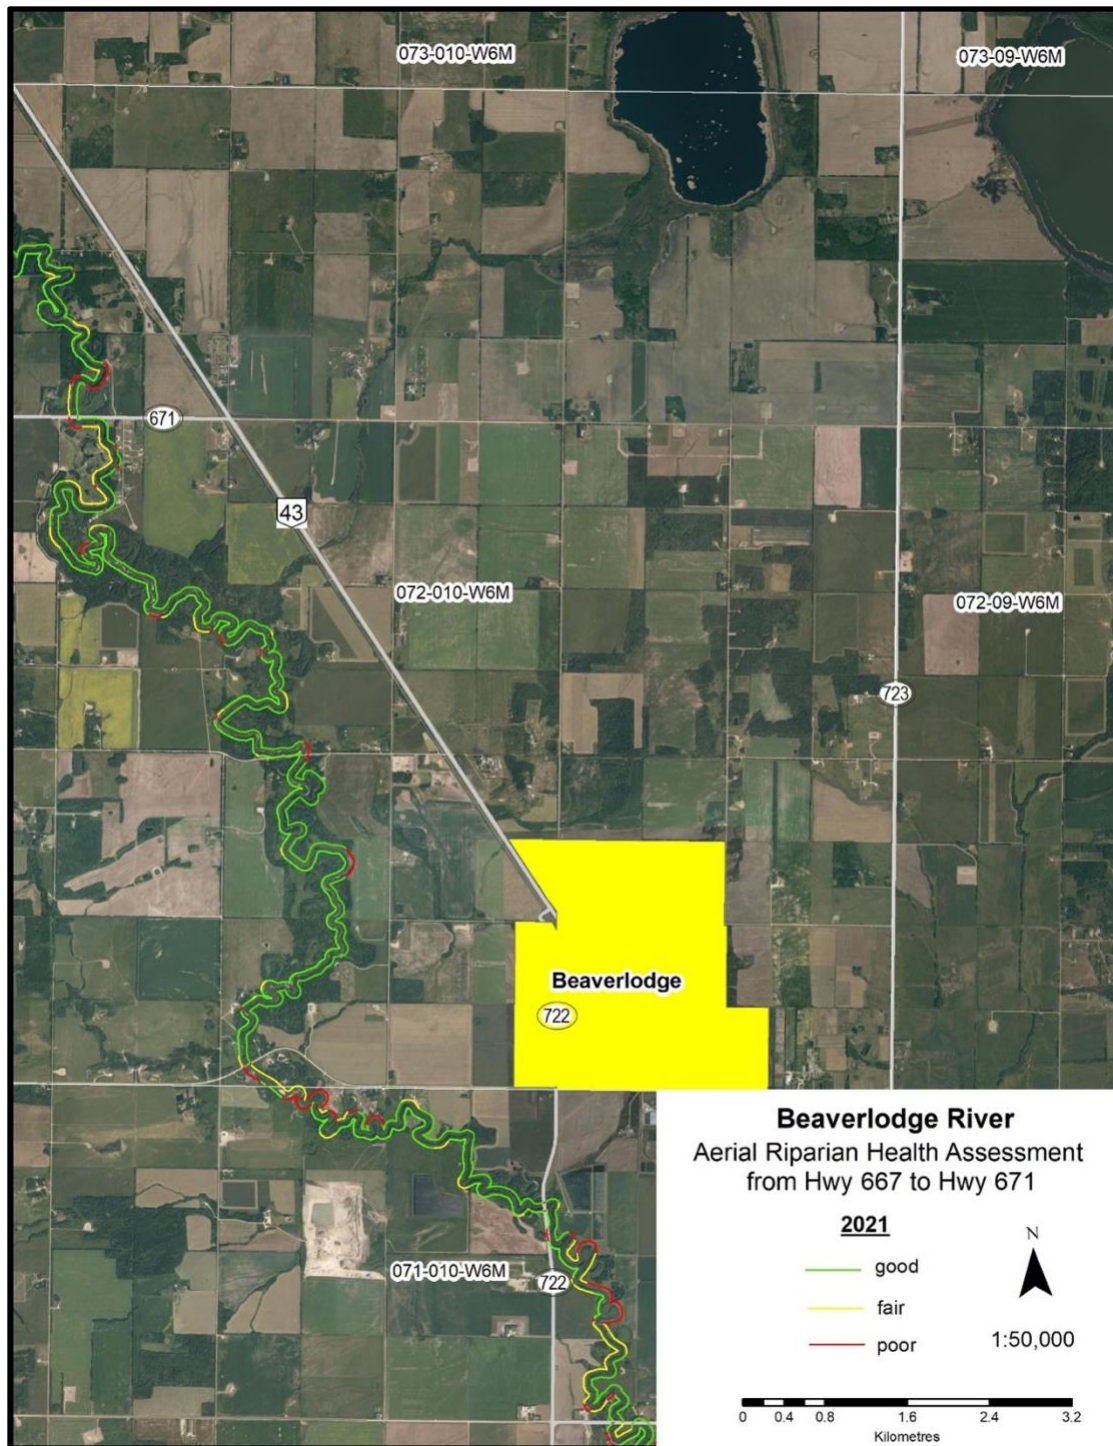 073-010-W6M
073-09-W6M
671
43
072-010-W6M
072-09-W6M
723
Beaverlodge
722
071-010-W6M
722
Beaverlodge River
Aerial Riparian Health Assessment
from Hwy 667 to Hwy 671
2021
good
fair
poor
N
1:50,000
0 0.4 0.8 1.6 2.4 3.2
Kilometres